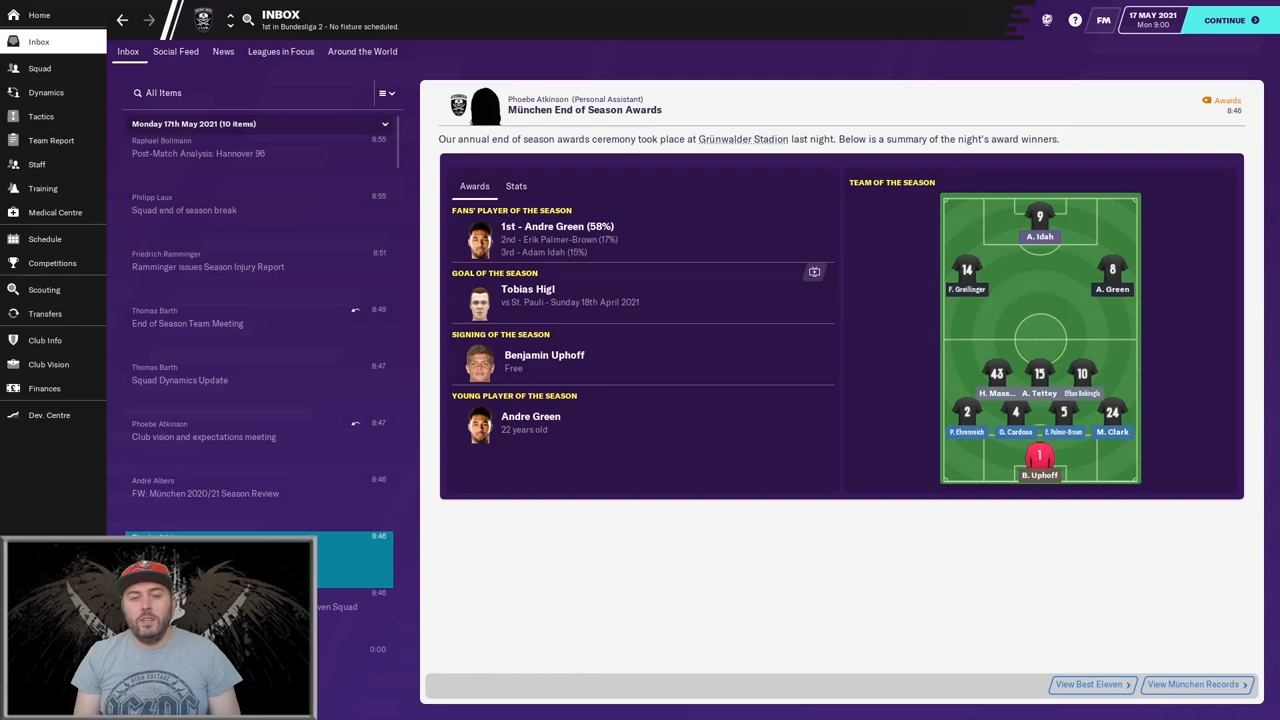 Home
Inbox
Squad
Dynamics
Tactics
Team Report
Staff
Training
Medical Centre
Schedule
Competitions
Scouting
Transfers
Club Info
Club Vision
Finances
Dev. Centre
INBOX
1st in Bundesliga 2 - No fixture scheduled.
?
FM
17 MAY 2021
Mon 9:00
CONTINUE
Inbox
Social Feed
News
Leagues in Focus
Around the World
All Items
Monday 17th May 2021 (10 items)
Raphael Bollmann
8:55
Post-Match Analysis: Hannover 96
Philipp Laux
8:55
Squad end of season break
Friedrich Ramminger
8:51
Ramminger issues Season Injury Report
Thomas Barth
8:49
End of Season Team Meeting
Thomas Barth
8:47
Squad Dynamics Update
Phoebe Atkinson
8:47
Club vision and expectations meeting
André Albers
8:46
FW: München 2020/21 Season Review
8:46
8:46
ven Squad
0:00
Phoebe Atkinson (Personal Assistant)
München End of Season Awards
Awards
8:46
Our annual end of season awards ceremony took place at Grünwalder Stadion last night. Below is a summary of the night's award winners.
Awards
Stats
FANS' PLAYER OF THE SEASON
1st - Andre Green (58%)
2nd - Erik Palmer-Brown (17%)
3rd - Adam Idah (15%)
GOAL OF THE SEASON
Tobias Higl
vs St. Pauli - Sunday 18th April 2021
SIGNING OF THE SEASON
Benjamin Uphoff
Free
YOUNG PLAYER OF THE SEASON
Andre Green
22 years old
TEAM OF THE SEASON
9
A. Idah
14
F. Greilinger
8
A. Green
43
H. Mass...
15
A. Tettey
10
Efkan Bekiroglu
2
P. Ehrenreich
4
G. Cardoso
5
E. Palmer-Brown
24
M. Clark
1
B. Uphoff
View Best Eleven
View München Records